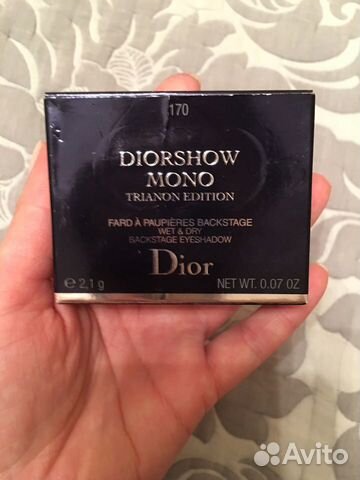 170
DIORSHOW
MONO
TRIANON EDITION
FARD À PAUPIÈRES BACKSTAGE
WET & DRY
BACKSTAGE EYESHADOW
Dior
℮ 2,1 g
NET WT. 0.07 OZ
Avito